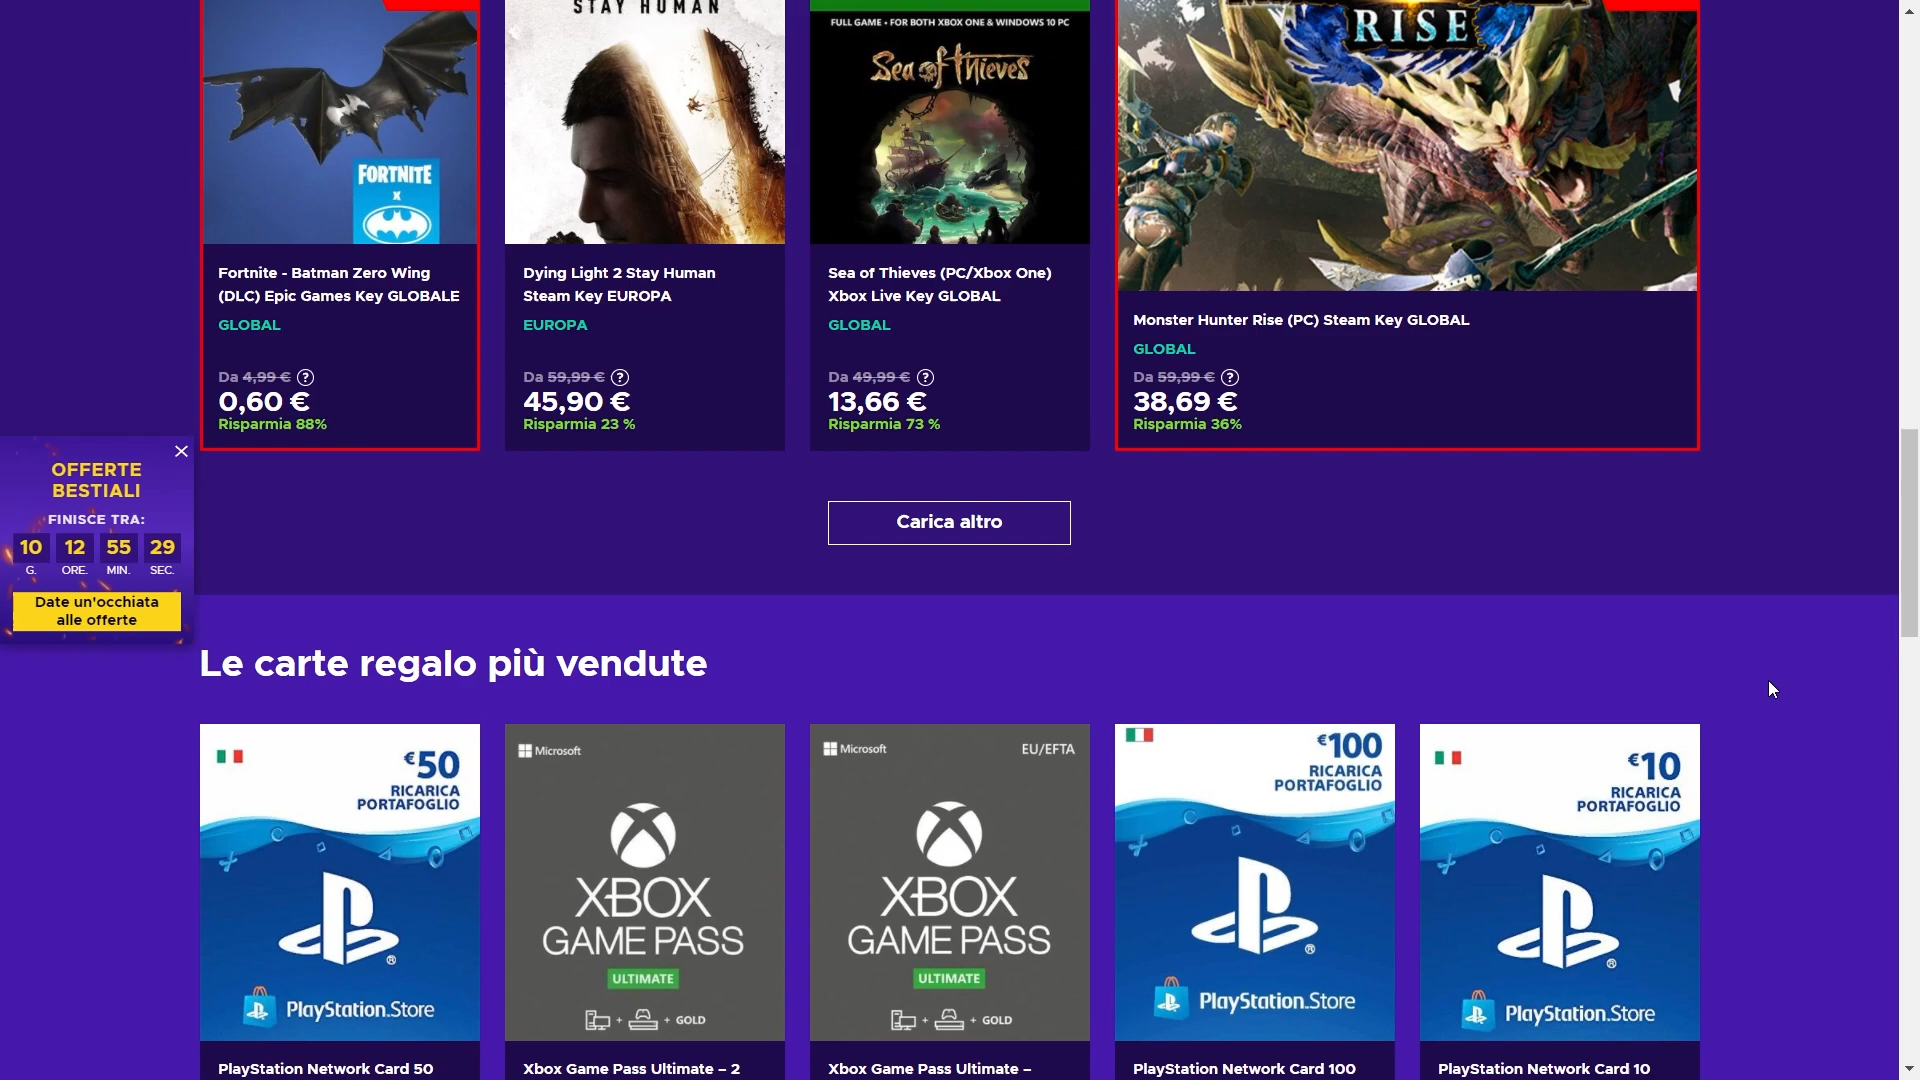 STAY HUMAN
FULL GAME • FOR BOTH XBOX ONE & WINDOWS 10 PC
Sea of Thieves
RISE
FORTNITE
X
Fortnite - Batman Zero Wing
(DLC) Epic Games Key GLOBALE
GLOBAL
Da 4,99 € ?
0,60 €
Risparmia 88%
Dying Light 2 Stay Human
Steam Key EUROPA
EUROPA
Da 59,99 € ?
45,90 €
Risparmia 23 %
Sea of Thieves (PC/Xbox One)
Xbox Live Key GLOBAL
GLOBAL
Da 49,99 € ?
13,66 €
Risparmia 73 %
Monster Hunter Rise (PC) Steam Key GLOBAL
GLOBAL
Da 59,99 € ?
38,69 €
Risparmia 36%
OFFERTE
BESTIALI
FINISCE TRA:
10 12 55 29
G. ORE. MIN. SEC.
Date un'occhiata
alle offerte
Carica altro
Le carte regalo più vendute
€50
RICARICA
PORTAFOGLIO
PlayStation.Store
PlayStation Network Card 50
Microsoft
XBOX
GAME PASS
ULTIMATE
+ + GOLD
Xbox Game Pass Ultimate – 2
Microsoft EU/EFTA
XBOX
GAME PASS
ULTIMATE
+ + GOLD
Xbox Game Pass Ultimate –
€100
RICARICA
PORTAFOGLIO
PlayStation.Store
PlayStation Network Card 100
€10
RICARICA
PORTAFOGLIO
PlayStation.Store
PlayStation Network Card 10